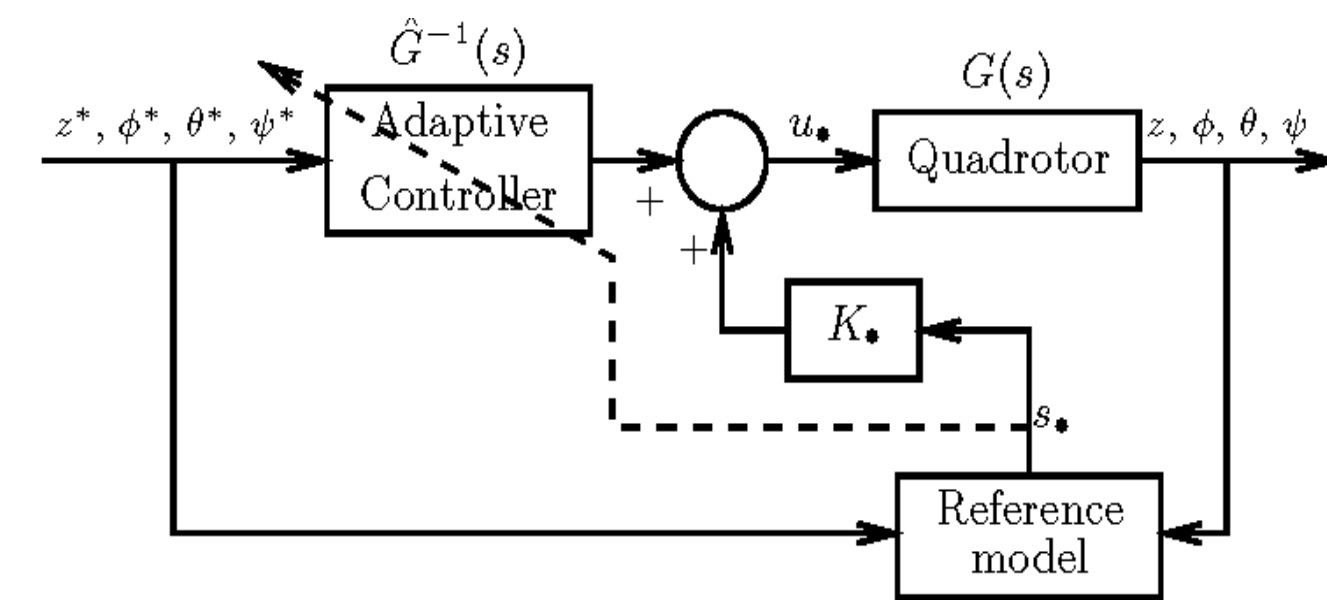 Ĝ⁻¹(s)
G(s)
z*, ϕ*, θ*, ψ*
Adaptive
Controller
+
u•
Quadrotor
z, ϕ, θ, ψ
+
K•
s•
Reference
model